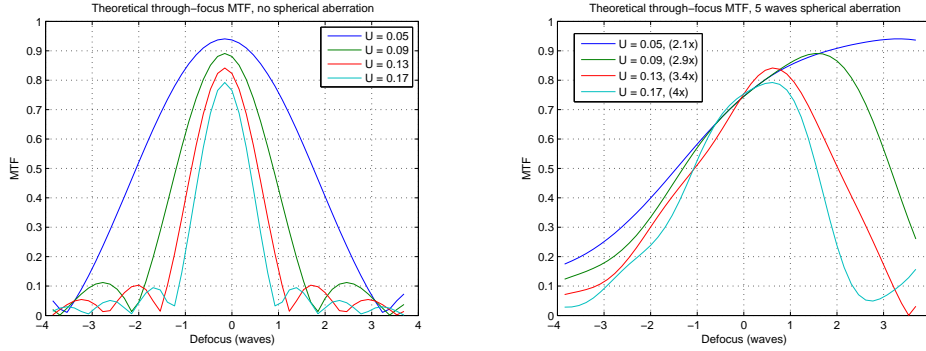 Theoretical through−focus MTF, no spherical aberration
MTF
1
0.9
0.8
0.7
0.6
0.5
0.4
0.3
0.2
0.1
0
U = 0.05
U = 0.09
U = 0.13
U = 0.17
−4 −3 −2 −1 0 1 2 3 4
Defocus (waves)
Theoretical through−focus MTF, 5 waves spherical aberration
MTF
1
0.9
0.8
0.7
0.6
0.5
0.4
0.3
0.2
0.1
0
U = 0.05, (2.1x)
U = 0.09, (2.9x)
U = 0.13, (3.4x)
U = 0.17, (4x)
−4 −3 −2 −1 0 1 2 3
Defocus (waves)